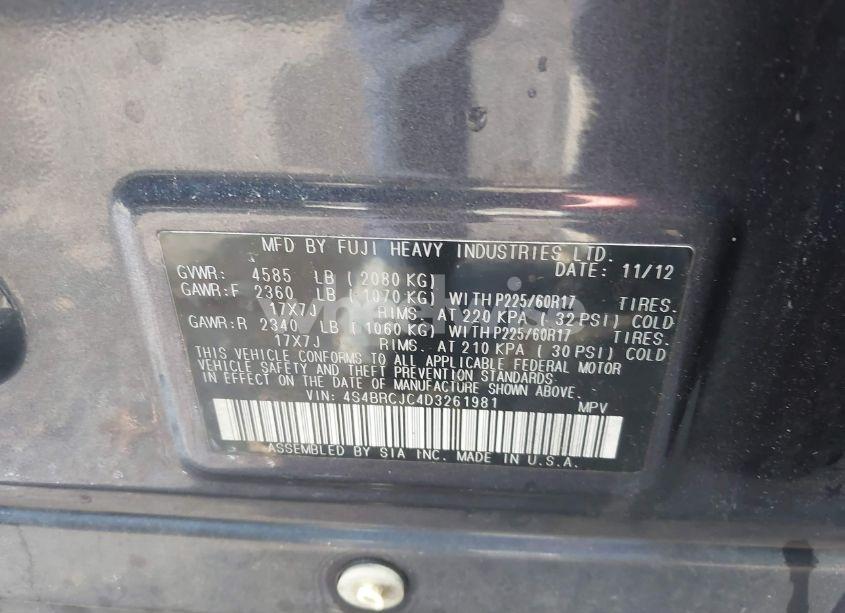 MFD BY FUJI HEAVY INDUSTRIES LTD.
DATE: 11/12
GVWR: 4585 LB ( 2080 KG)
GAWR:F 2360 LB ( 1070 KG) WITH P225/60R17 TIRES.
17X7J RIMS. AT 220 KPA ( 32 PSI) COLD
GAWR:R 2340 LB ( 1060 KG) WITH P225/60R17 TIRES.
17X7J RIMS. AT 210 KPA ( 30 PSI) COLD
THIS VEHICLE CONFORMS TO ALL APPLICABLE FEDERAL MOTOR
VEHICLE SAFETY AND THEFT PREVENTION STANDARDS
IN EFFECT ON THE DATE OF MANUFACTURE SHOWN ABOVE.
VIN: 4S4BRCJC4D3261981 MPV
ASSEMBLED BY SIA INC. MADE IN U.S.A.